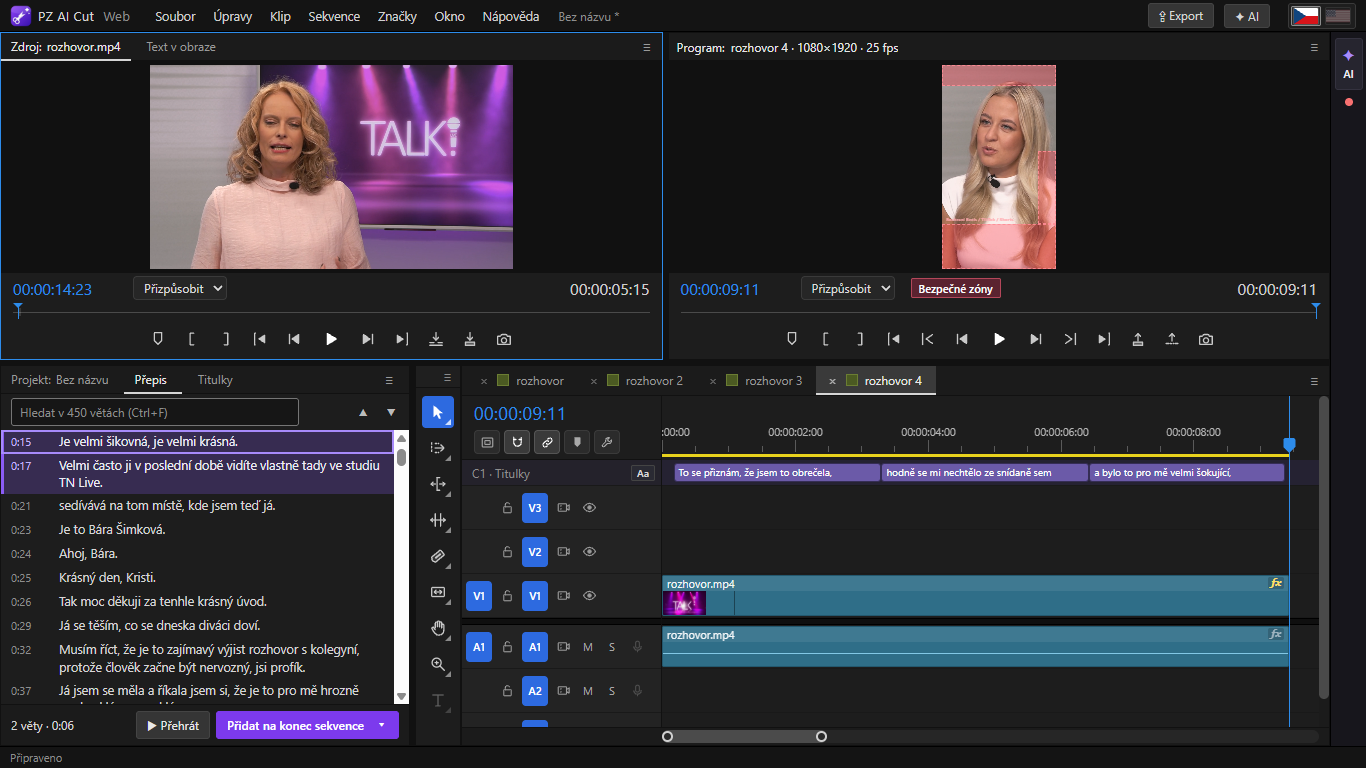 PZ AI Cut Web Soubor Úpravy Klip Sekvence Značky Okno Nápověda Bez názvu * Export AI
Zdroj: rozhovor.mp4 Text v obraze
TALK!
00:00:14:23 Přizpůsobit 00:00:05:15
Program: rozhovor 4 · 1080×1920 · 25 fps
00:00:09:11 Přizpůsobit Bezpečné zóny 00:00:09:11
AI
Projekt: Bez názvu Přepis Titulky
Hledat v 450 větách (Ctrl+F)
0:15 Je velmi šikovná, je velmi krásná.
0:17 Velmi často ji v poslední době vidíte vlastně tady ve studiu
TN Live.
0:21 sedívává na tom místě, kde jsem teď já.
0:23 Je to Bára Šimková.
0:24 Ahoj, Bára.
0:25 Krásný den, Kristi.
0:26 Tak moc děkuji za tenhle krásný úvod.
0:29 Já se těším, co se dneska diváci doví.
0:32 Musím říct, že je to zajímavý výjist rozhovor s kolegyní,
protože člověk začne být nervozný, jsi profík.
0:37 Já jsem se měla a říkala jsem si, že je to pro mě hrozně
2 věty · 0:06 Přehrát Přidat na konec sekvence
T
× rozhovor × rozhovor 2 × rozhovor 3 × rozhovor 4
00:00:09:11
:00:00 00:00:02:00 00:00:04:00 00:00:06:00 00:00:08:00
C1 · Titulky Aa To se přiznám, že jsem to obrečela, hodně se mi nechtělo ze snídaně sem a bylo to pro mě velmi šokující,
V3
V2
V1 V1 rozhovor.mp4 fx
TALK!
A1 A1 M S rozhovor.mp4 fx
A2 M S
Připraveno